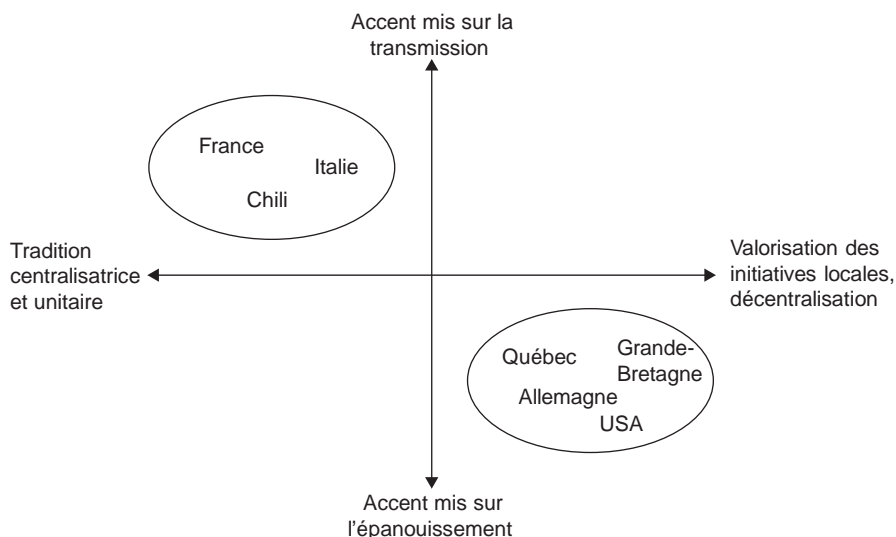 Accent mis sur la
transmission
France
Italie
Chili
Tradition
centralisatrice
et unitaire
Valorisation des
initiatives locales,
décentralisation
Québec
Grande-
Bretagne
Allemagne
USA
Accent mis sur
l'épanouissement